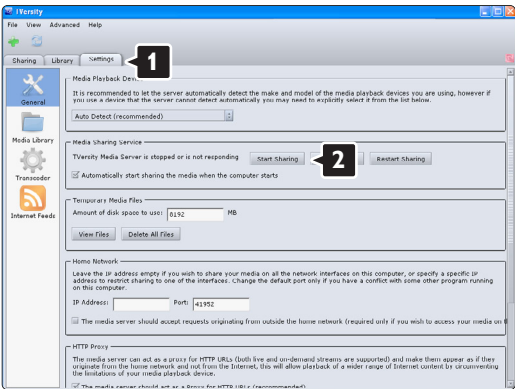 TVersity
File View Advanced Help
Sharing Library Settings
1
General
Media Library
Transcoder
Internet Feeds
Media Playback Device
It is recommended to let the server automatically detect the make and model of the media playback devices you are using, however if
you use a device that the server cannot detect automatically you may need to explicitly select it from the list below.
Auto Detect (recommended)
Media Sharing Service
TVersity Media Server is stopped or is not responding Start Sharing 2 Restart Sharing
Automatically start sharing the media when the computer starts
Temporary Media Files
Amount of disk space to use: 8192 MB
View Files Delete All Files
Home Network
Leave the IP address empty if you wish to share your media on all the network interfaces on this computer, or specify a specific IP
address to restrict sharing to one of the interfaces. Change the default port only if you have a conflict with some other program running
on this computer.
IP Address: Port: 41952
The media server should accept requests originating from outside the home network (required only if you wish to access your media on
HTTP Proxy
The media server can act as a proxy for HTTP URLs (both live and on-demand streams are supported) and make them appear as if they
originate from the home network and not from the Internet, this will allow playback of a wider range of Internet content by circumventing
the limitations of your media playback device.
The media server should act as a Proxy for HTTP URLs (recommended)